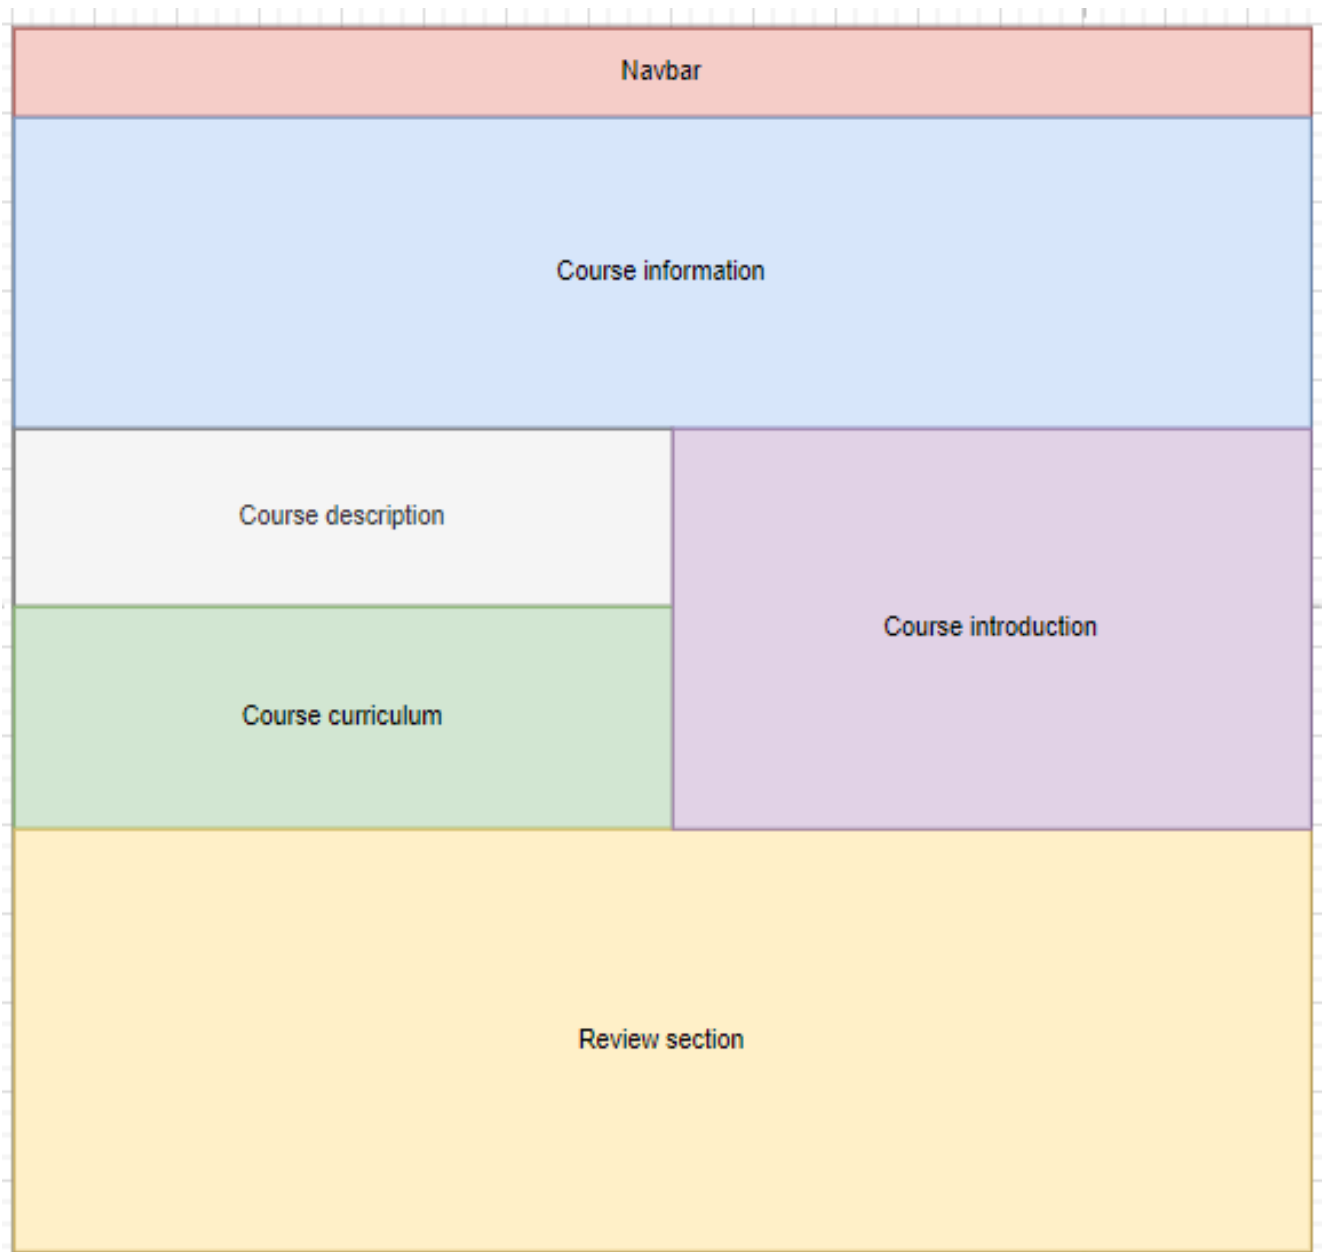 Navbar
Course information
Course description
Course introduction
Course curriculum
Review section